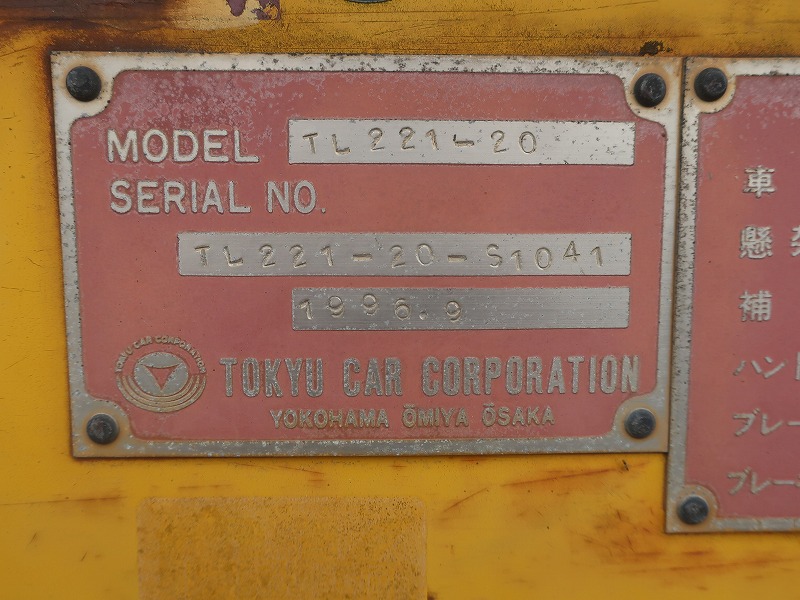 MODEL TL221-20
SERIAL NO.
TL221-20-S1041
1996.9
TOKYU CAR CORPORATION
TOKYU CAR CORPORATION
YOKOHAMA ŌMIYA ŌSAKA
車
懸
補
ハン
ブレー
ブレー